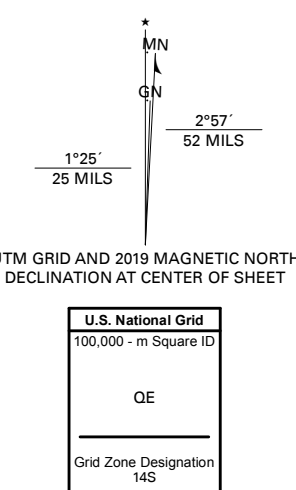 ★
MN
GN
2°57´
52 MILS
1°25´
25 MILS
UTM GRID AND 2019 MAGNETIC NORTH
DECLINATION AT CENTER OF SHEET
U.S. National Grid
100,000 - m Square ID
QE
Grid Zone Designation
14S